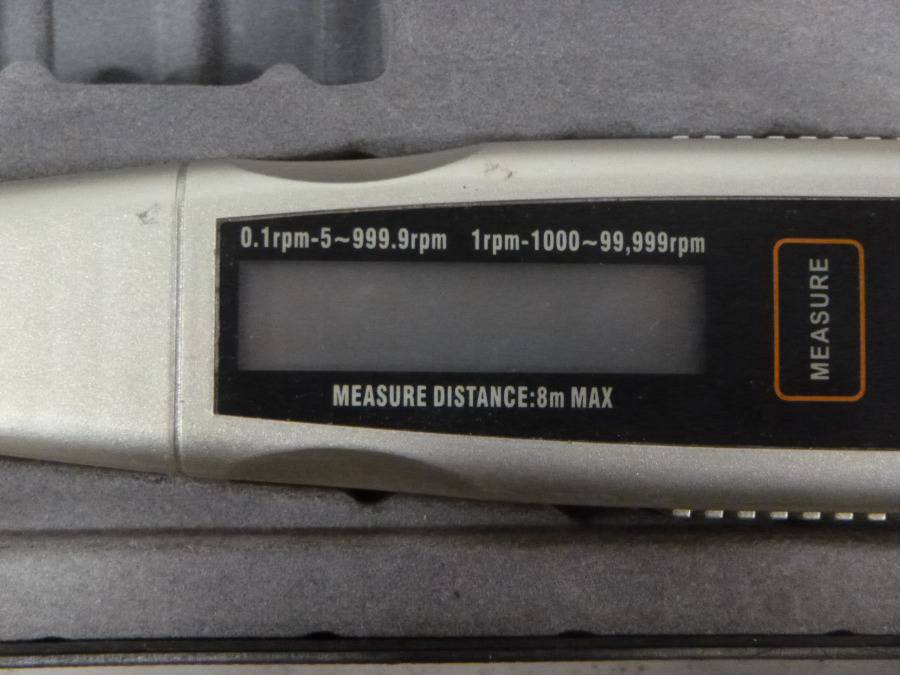 0.1rpm-5~999.9rpm 1rpm-1000~99,999rpm
MEASURE DISTANCE:8m MAX
MEASURE